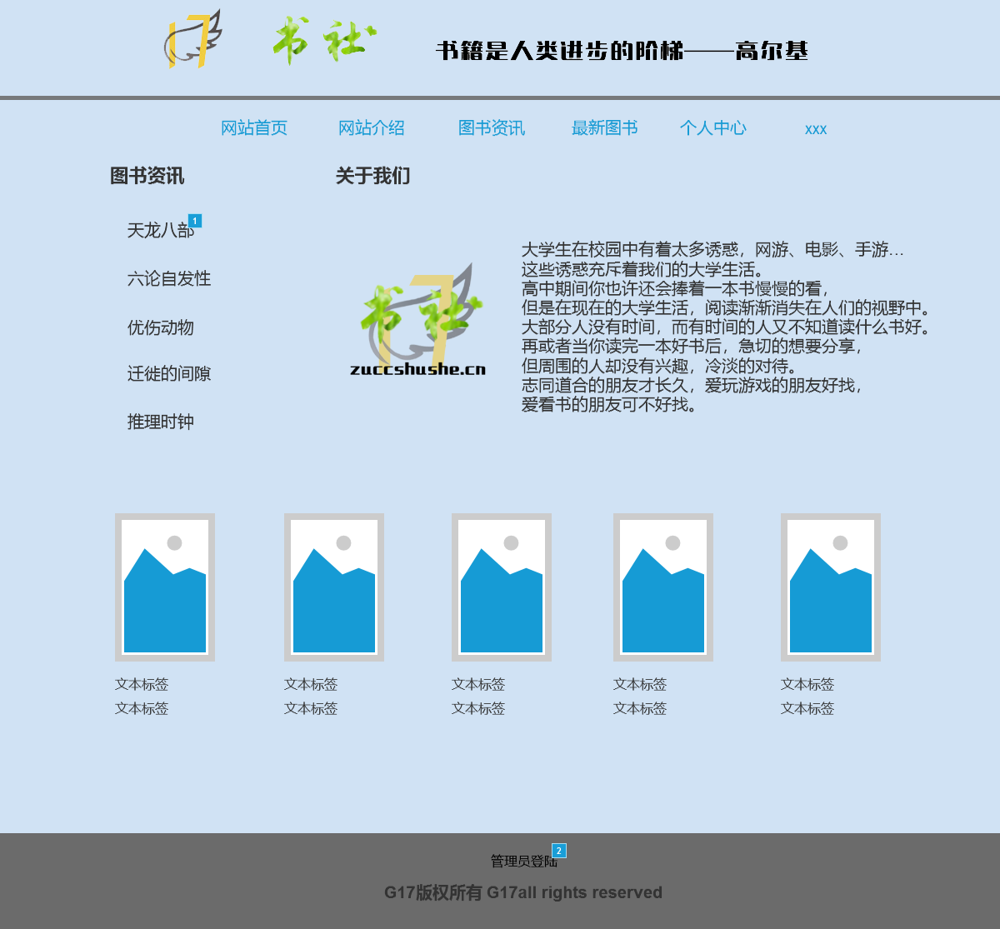 17 书社
书籍是人类进步的阶梯——高尔基
网站首页 网站介绍 图书资讯 最新图书 个人中心 xxx
图书资讯
天龙八部
1
六论自发性
优伤动物
迁徙的间隙
推理时钟
关于我们
17 书社
zuccshushe.cn
大学生在校园中有着太多诱惑，网游、电影、手游...
这些诱惑充斥着我们的大学生活。
高中期间你也许还会捧着一本书慢慢的看，
但是在现在的大学生活，阅读渐渐消失在人们的视野中。
大部分人没有时间，而有时间的人又不知道读什么书好。
再或者当你读完一本好书后，急切的想要分享，
但周围的人却没有兴趣，冷淡的对待。
志同道合的朋友才长久，爱玩游戏的朋友好找，
爱看书的朋友可不好找。
文本标签 文本标签 文本标签 文本标签 文本标签
文本标签 文本标签 文本标签 文本标签 文本标签
管理员登陆
2
G17版权所有 G17all rights reserved